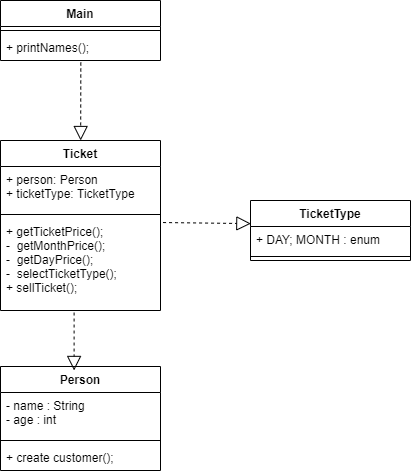 Main
+ printNames();
Ticket
+ person: Person
+ ticketType: TicketType
+ getTicketPrice();
- getMonthPrice();
- getDayPrice();
- selectTicketType();
+ sellTicket();
TicketType
+ DAY; MONTH : enum
Person
- name : String
- age : int
+ create customer();